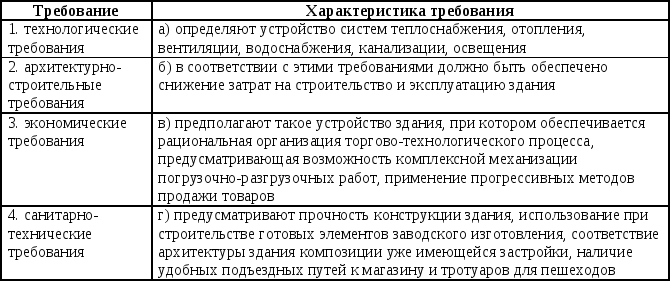 Требование Характеристика требования
1. технологические требования
а) определяют устройство систем теплоснабжения, отопления,
вентиляции, водоснабжения, канализации, освещения
2. архитектурно-
строительные
требования
б) в соответствии с этими требованиями должно быть обеспечено
снижение затрат на строительство и эксплуатацию здания
3. экономические
требования
в) предполагают такое устройство здания, при котором обеспечивается
рациональная организация торгово-технологического процесса,
предусматривающая возможность комплексной механизации
погрузочно-разгрузочных работ, применение прогрессивных методов
продажи товаров
4. санитарно-
технические
требования
г) предусматривают прочность конструкции здания, использование при
строительстве готовых элементов заводского изготовления, соответствие
архитектуры здания композиции уже имеющейся застройки, наличие
удобных подъездных путей к магазину и тротуаров для пешеходов